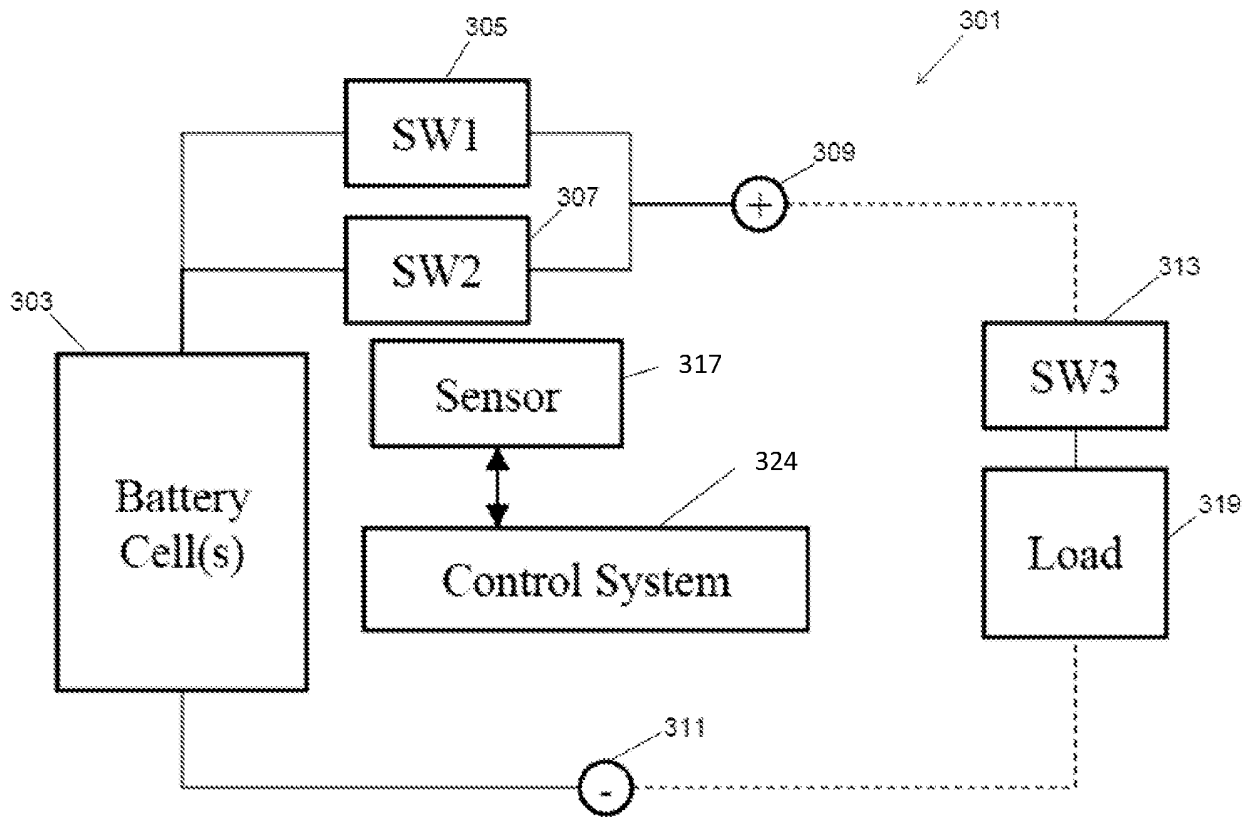 305
301
SW1
309
+
307
SW2
313
303
SW3
Sensor
317
Battery
Cell(s)
324
319
Load
Control System
311
-